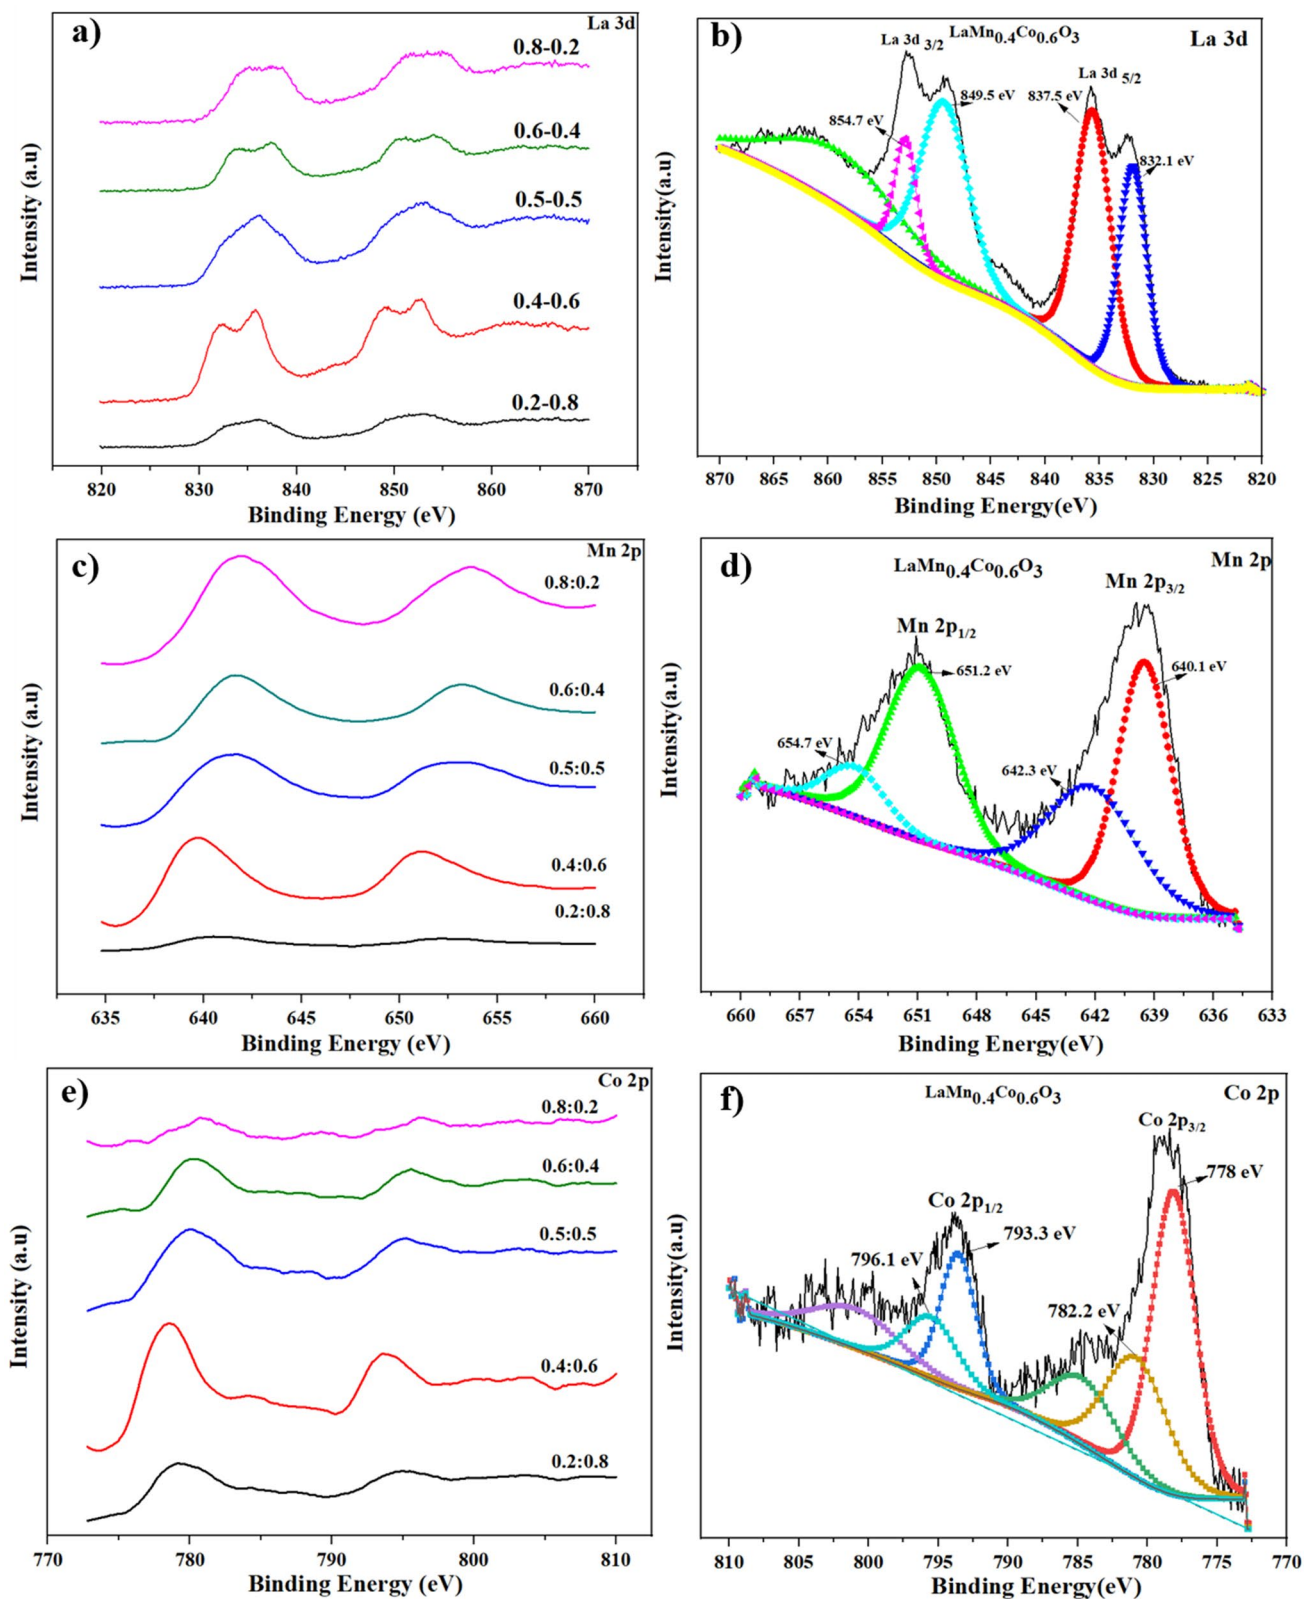 a)
La 3d
0.8-0.2
0.6-0.4
0.5-0.5
0.4-0.6
0.2-0.8
Intensity (a.u)
820 830 840 850 860 870
Binding Energy (eV)
b)
LaMn0.4Co0.6O3
La 3d
La 3d 3/2
La 3d 5/2
849.5 eV
837.5 eV
854.7 eV
832.1 eV
Intensity(a.u)
870 865 860 855 850 845 840 835 830 825 820
Binding Energy(eV)
c)
Mn 2p
0.8:0.2
0.6:0.4
0.5:0.5
0.4:0.6
0.2:0.8
Intensity (a.u)
635 640 645 650 655 660
Binding Energy (eV)
d)
LaMn0.4Co0.6O3
Mn 2p
Mn 2p3/2
Mn 2p1/2
651.2 eV
640.1 eV
654.7 eV
642.3 eV
Intensity(a.u)
660 657 654 651 648 645 642 639 636 633
Binding Energy(eV)
e)
Co 2p
0.8:0.2
0.6:0.4
0.5:0.5
0.4:0.6
0.2:0.8
Intensity (a.u)
770 780 790 800 810
Binding Energy (eV)
f)
LaMn0.4Co0.6O3
Co 2p
Co 2p3/2
778 eV
Co 2p1/2
793.3 eV
796.1 eV
782.2 eV
Intensity(a.u)
810 805 800 795 790 785 780 775 770
Binding Energy(eV)